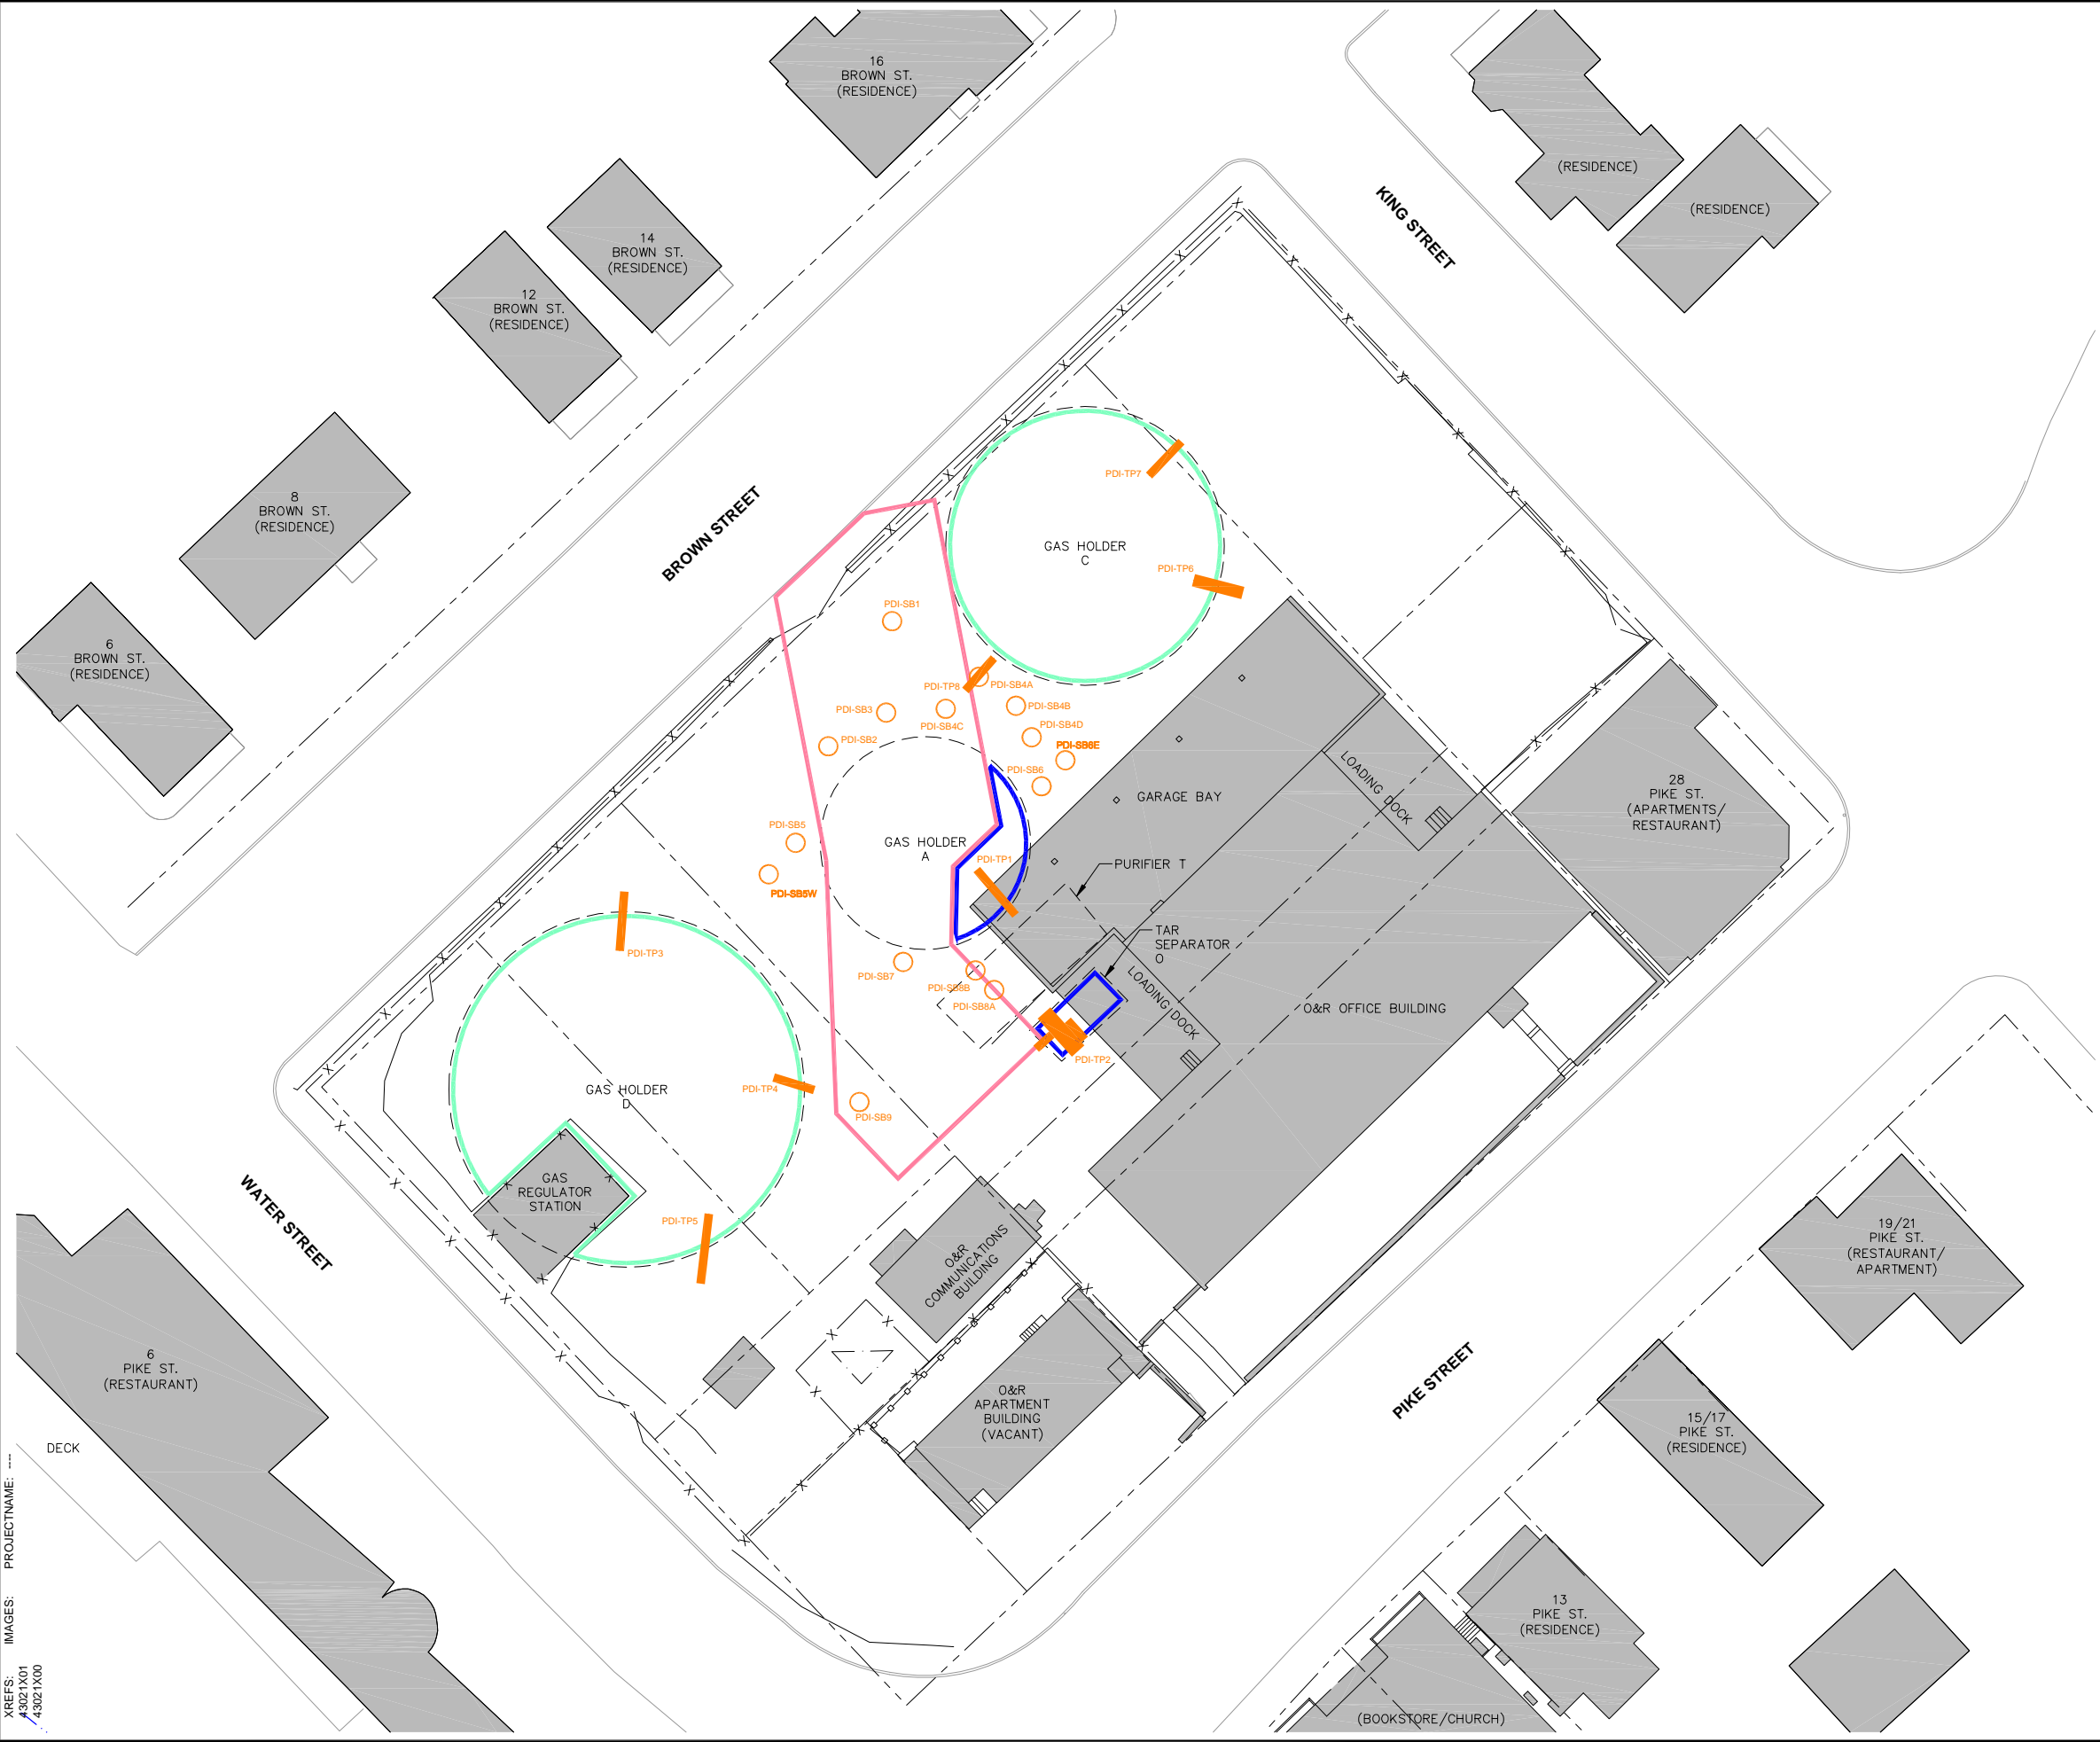 16
BROWN ST.
(RESIDENCE)
14
BROWN ST.
(RESIDENCE)
12
BROWN ST.
(RESIDENCE)
8
BROWN ST.
(RESIDENCE)
6
BROWN ST.
(RESIDENCE)
(RESIDENCE)
(RESIDENCE)
KING STREET
BROWN STREET
PDI-TP7
GAS HOLDER
C
PDI-TP6
PDI-SB1
PDI-TP8
PDI-SB4A
PDI-SB3
PDI-SB4C
PDI-SB4B
PDI-SB2
PDI-SB4D
PDI-SB6E
PDI-SB6
PDI-SB5
PDI-SB5W
GAS HOLDER
A
PDI-TP1
GARAGE BAY
LOADING DOCK
28
PIKE ST.
(APARTMENTS/
RESTAURANT)
PURIFIER T
TAR
SEPARATOR
O
LOADING DOCK
O&R OFFICE BUILDING
PDI-TP3
PDI-SB7
PDI-SB8B
PDI-SB8A
PDI-TP2
PDI-TP4
GAS HOLDER
D
PDI-SB9
GAS
REGULATOR
STATION
PDI-TP5
WATER STREET
O&R
COMMUNICATIONS
BUILDING
O&R
APARTMENT
BUILDING
(VACANT)
PIKE STREET
19/21
PIKE ST.
(RESTAURANT/
APARTMENT)
15/17
PIKE ST.
(RESIDENCE)
13
PIKE ST.
(RESIDENCE)
(BOOKSTORE/CHURCH)
6
PIKE ST.
(RESTAURANT)
DECK
XREFS:
43021X01
43021X00
IMAGES:
PROJECTNAME: ----